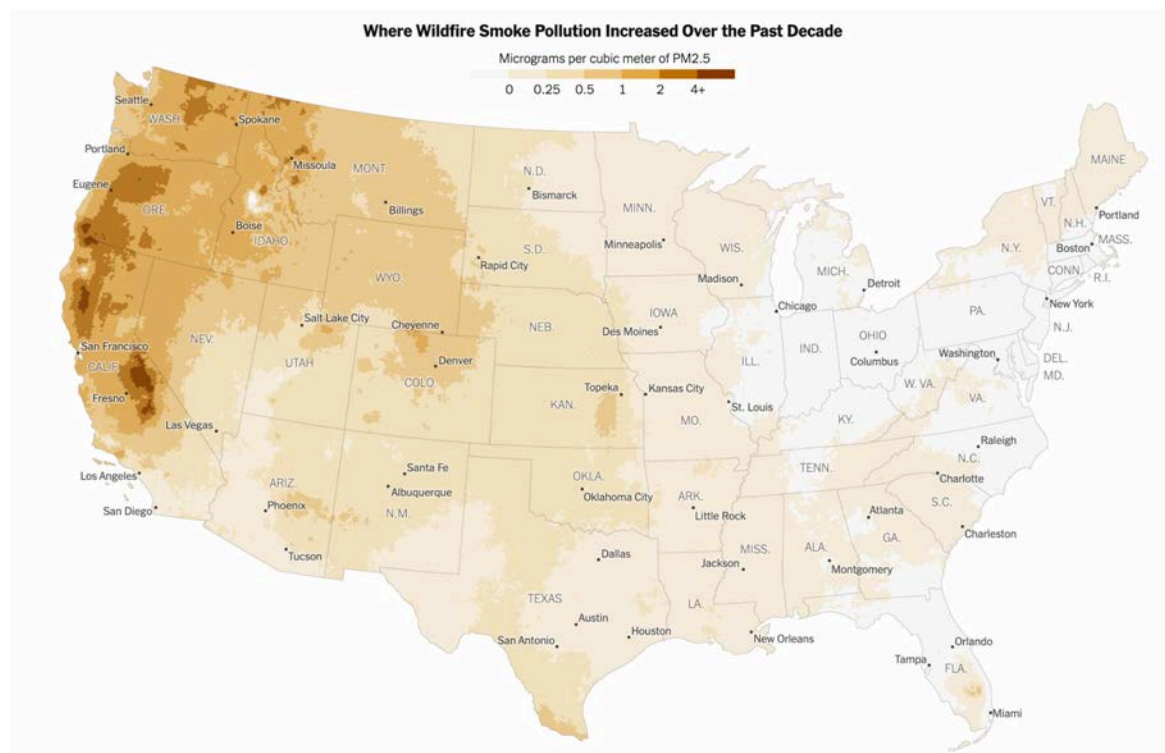 Where Wildfire Smoke Pollution Increased Over the Past Decade
Micrograms per cubic meter of PM2.5
0 0.25 0.5 1 2 4+
Seattle
WASH.
Spokane
Portland
Missoula
MONT.
Eugene
ORE.
Billings
Boise
IDAHO
N.D.
Bismarck
MINN.
Minneapolis
S.D.
Rapid City
WYO.
WIS.
Madison
MICH.
Detroit
MAINE
VT.
N.H.
Portland
N.Y.
Boston
MASS.
CONN.
R.I.
New York
Salt Lake City
Cheyenne
NEV.
UTAH
Denver
COLO.
NEB.
IOWA
Des Moines
Chicago
ILL.
IND.
OHIO
Columbus
PA.
N.J.
Washington
DEL.
MD.
San Francisco
CALIF.
Fresno
Las Vegas
Topeka
Kansas City
KAN.
MO.
St. Louis
W. VA.
VA.
KY.
Raleigh
N.C.
Charlotte
TENN.
Los Angeles
San Diego
ARIZ.
Phoenix
Tucson
Santa Fe
Albuquerque
N.M.
OKLA.
Oklahoma City
ARK.
Little Rock
S.C.
Atlanta
GA.
Charleston
Dallas
MISS.
Jackson
ALA.
Montgomery
TEXAS
LA.
Austin
San Antonio
Houston
New Orleans
Orlando
Tampa
FLA.
Miami